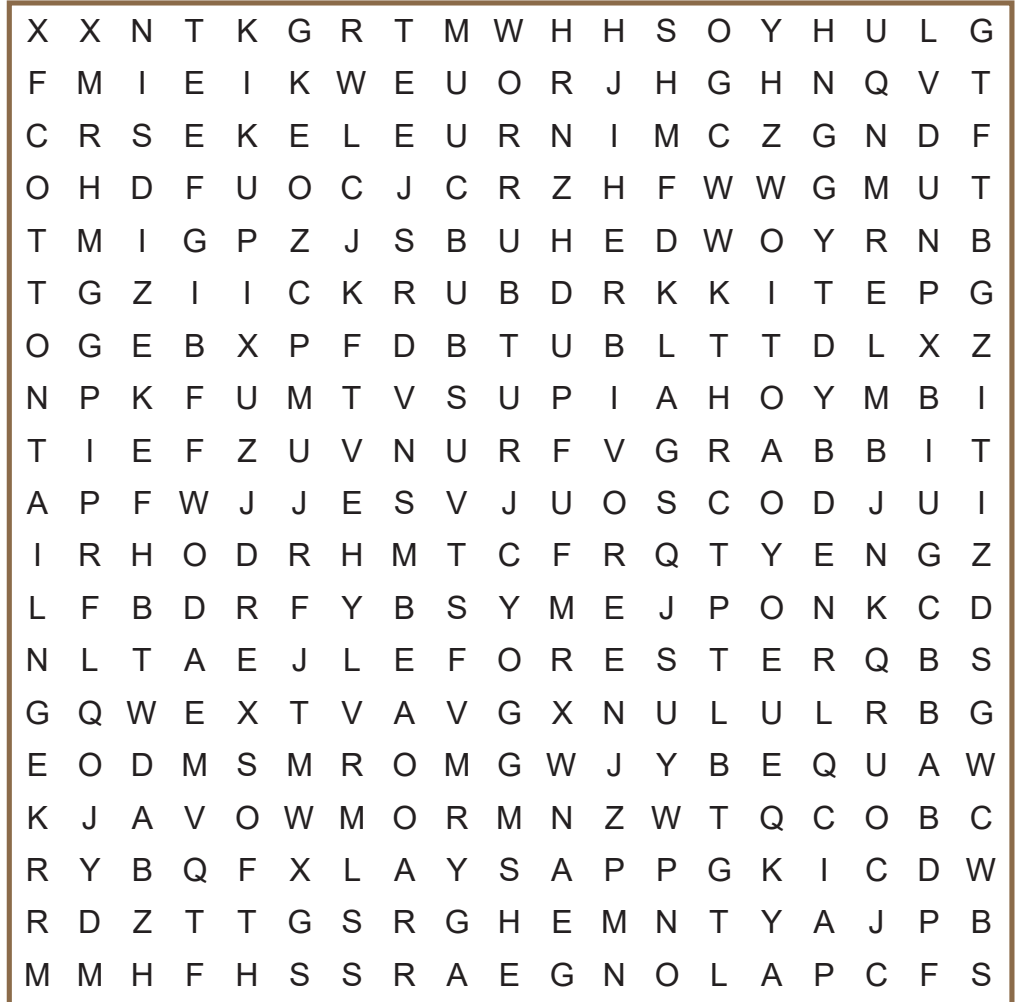 X X N T K G R T M W H H S O Y H U L G
F M I E I K W E U O R J H G H N Q V T
C R S E K E L E U R N I M C Z G N D F
O H D F U O C J C R Z H F W W G M U T
T M I G P Z J S B U H E D W O Y R N B
T G Z I I C K R U B D R K K I T E P G
O G E B X P F D B T U B L T T D L X Z
N P K F U M T V S U P I A H O Y M B I
T I E F Z U V N U R F V G R A B B I T
A P F W J J E S V J U O S C O D J U I
I R H O D R H M T C F R Q T Y E N G Z
L F B D R F Y B S Y M E J P O N K C D
N L T A E J L E F O R E S T E R Q B S
G Q W E X T V A V G X N U L U L R B G
E O D M S M R O M G W J Y B E Q U A W
K J A V O W M O R M N Z W T Q C O B C
R Y B Q F X L A Y S A P P G K I C D W
R D Z T T G S R G H E M N T Y A J P B
M M H F H S S R A E G N O L A P C F S